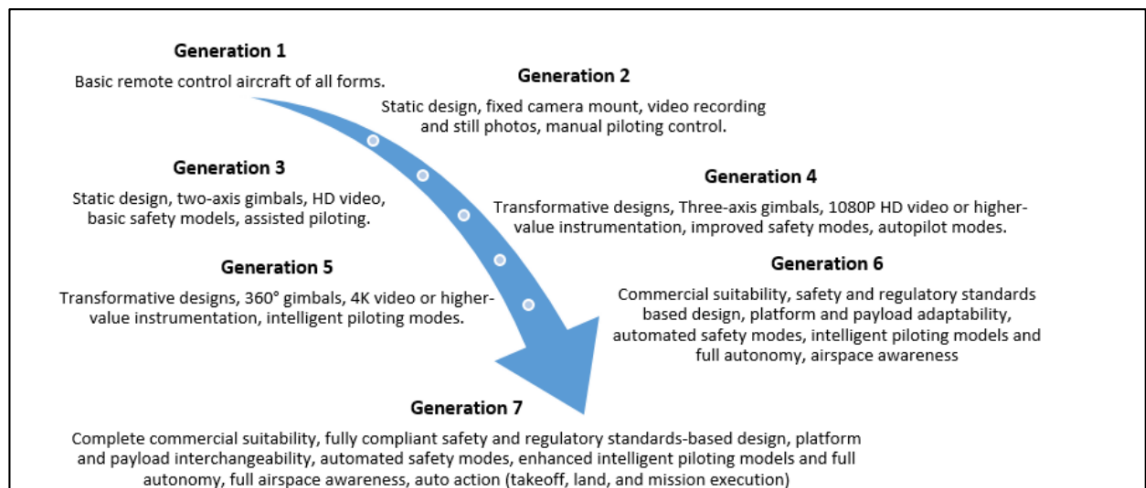 Generation 1
Basic remote control aircraft of all forms.
Generation 2
Static design, fixed camera mount, video recording
and still photos, manual piloting control.
Generation 3
Static design, two-axis gimbals, HD video,
basic safety models, assisted piloting.
Generation 4
Transformative designs, Three-axis gimbals, 1080P HD video or higher-
value instrumentation, improved safety modes, autopilot modes.
Generation 5
Transformative designs, 360° gimbals, 4K video or higher-
value instrumentation, intelligent piloting modes.
Generation 6
Commercial suitability, safety and regulatory standards
based design, platform and payload adaptability,
automated safety modes, intelligent piloting models and
full autonomy, airspace awareness
Generation 7
Complete commercial suitability, fully compliant safety and regulatory standards-based design, platform
and payload interchangeability, automated safety modes, enhanced intelligent piloting models and full
autonomy, full airspace awareness, auto action (takeoff, land, and mission execution)